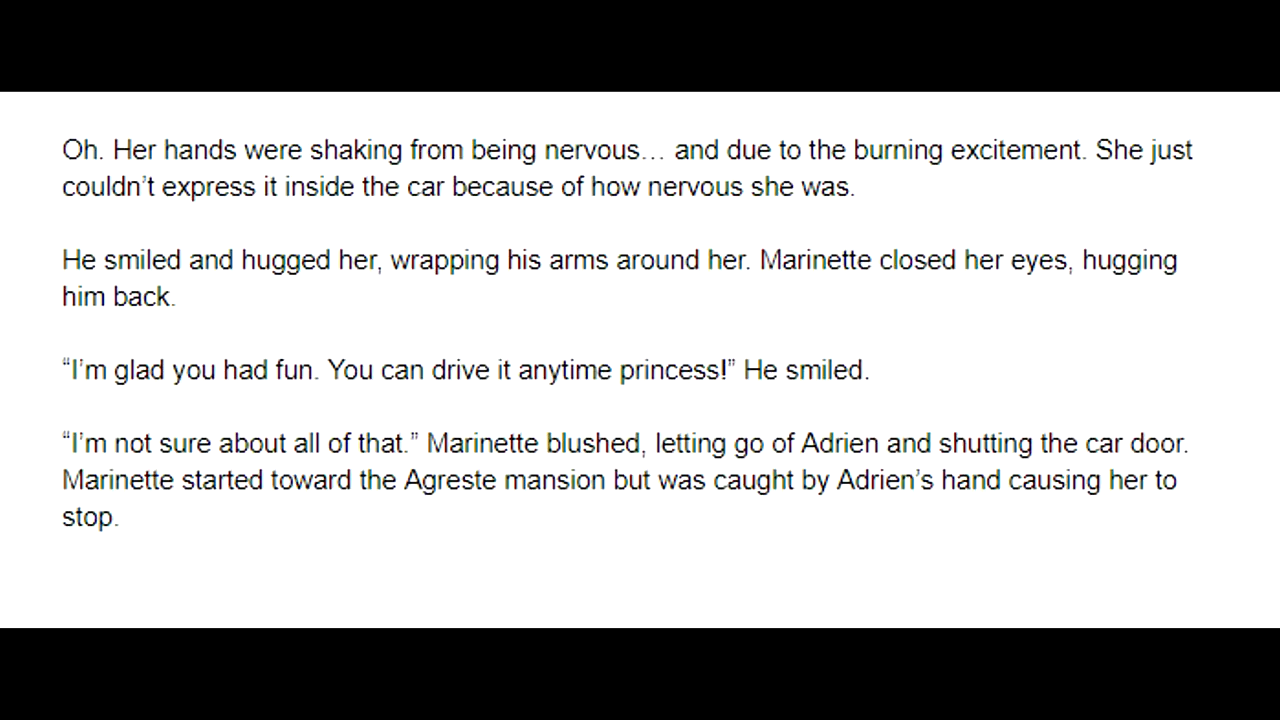 Oh. Her hands were shaking from being nervous… and due to the burning excitement. She just
couldn’t express it inside the car because of how nervous she was.
He smiled and hugged her, wrapping his arms around her. Marinette closed her eyes, hugging
him back.
“I’m glad you had fun. You can drive it anytime princess!” He smiled.
“I’m not sure about all of that.” Marinette blushed, letting go of Adrien and shutting the car door.
Marinette started toward the Agreste mansion but was caught by Adrien’s hand causing her to
stop.